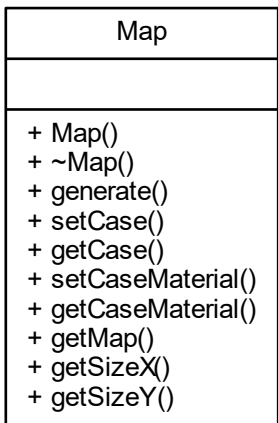 Map
+ Map()
+ ~Map()
+ generate()
+ setCase()
+ getCase()
+ setCaseMaterial()
+ getCaseMaterial()
+ getMap()
+ getSizeX()
+ getSizeY()